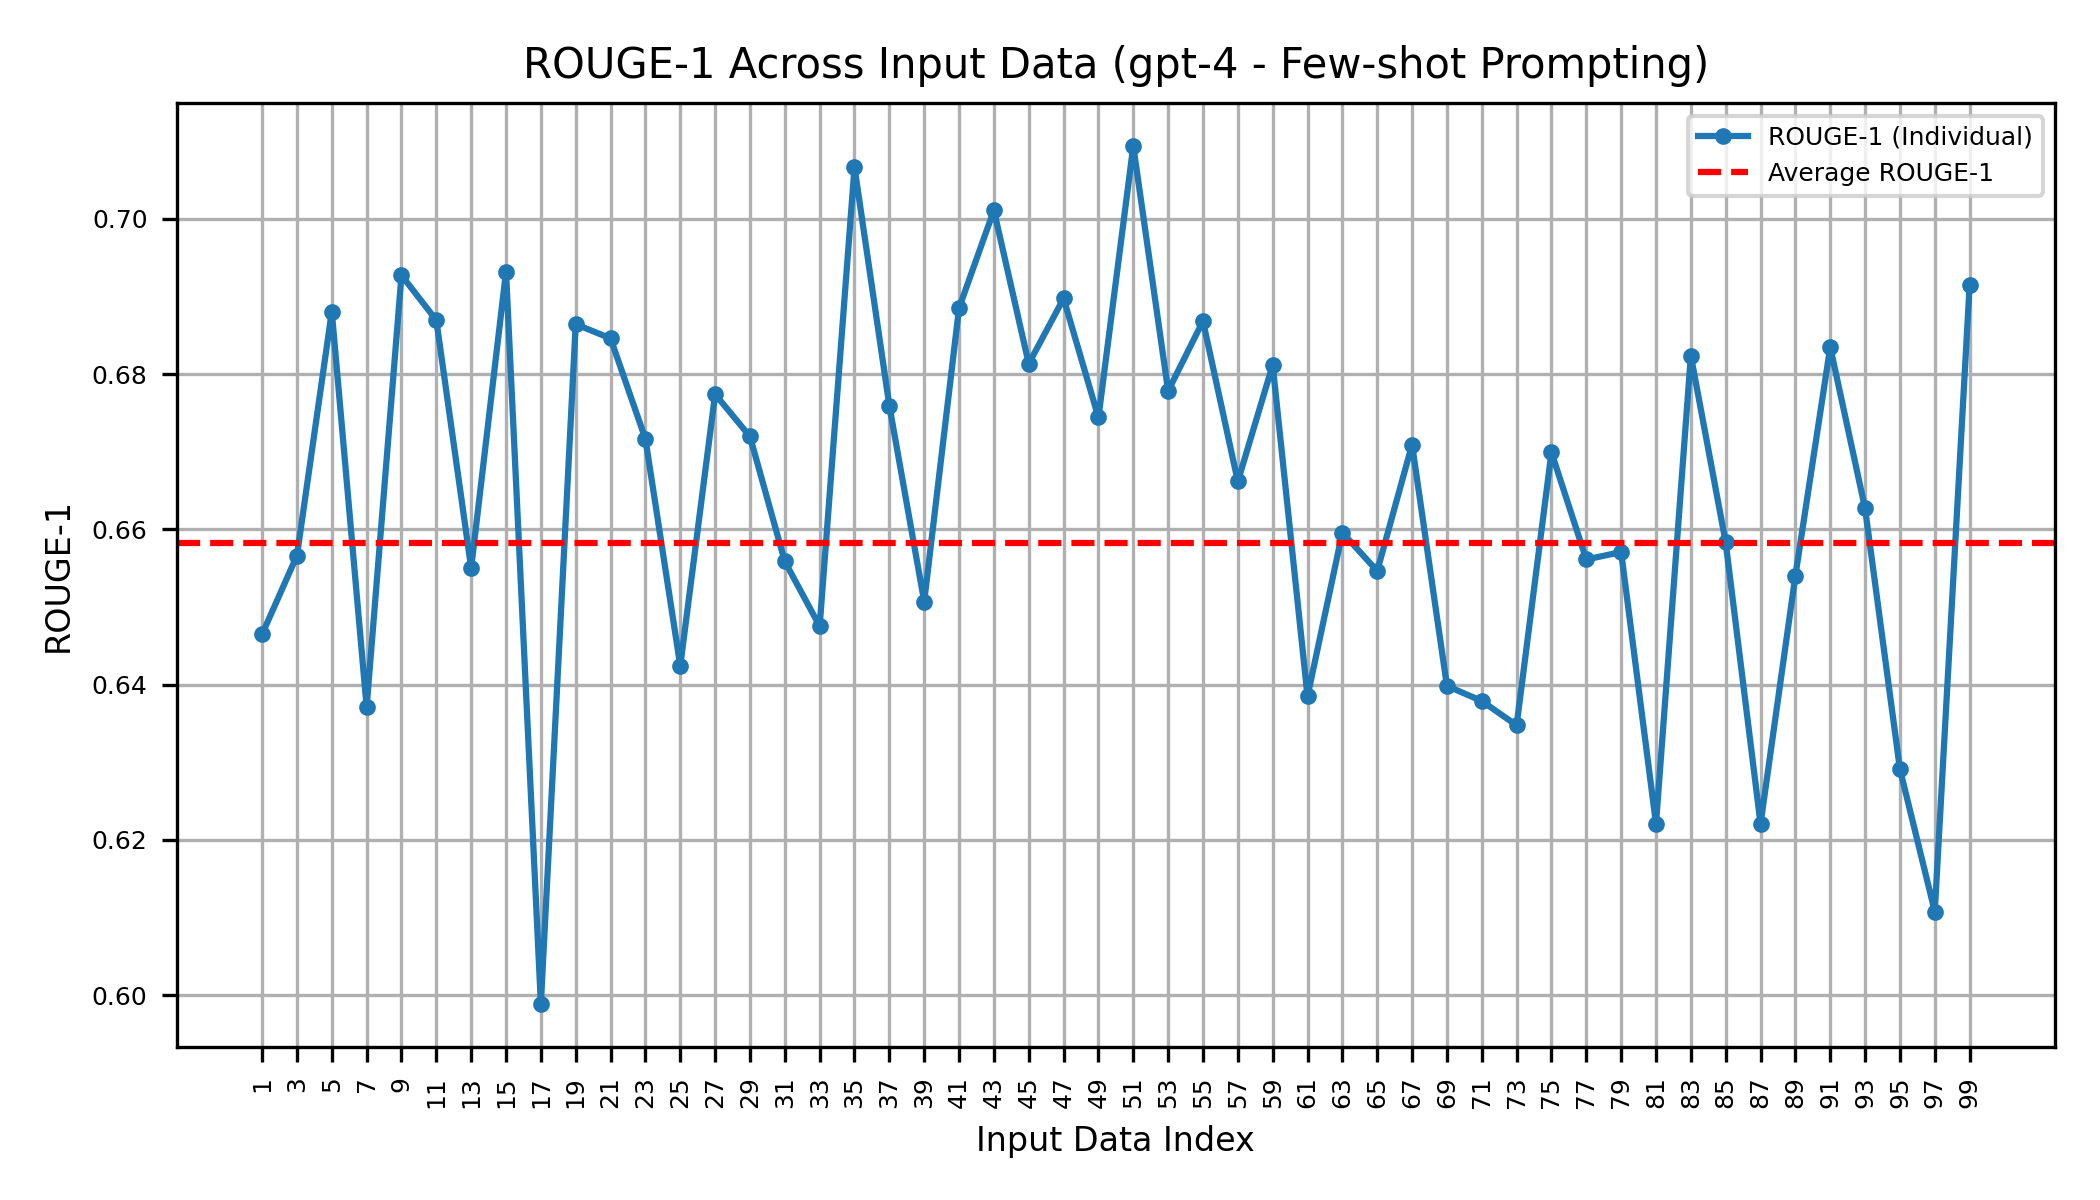 ROUGE-1 Across Input Data (gpt-4 - Few-shot Prompting)
ROUGE-1 (Individual)
Average ROUGE-1
ROUGE-1
0.70
0.68
0.66
0.64
0.62
0.60
1 3 5 7 9 11 13 15 17 19 21 23 25 27 29 31 33 35 37 39 41 43 45 47 49 51 53 55 57 59 61 63 65 67 69 71 73 75 77 79 81 83 85 87 89 91 93 95 97 99
Input Data Index